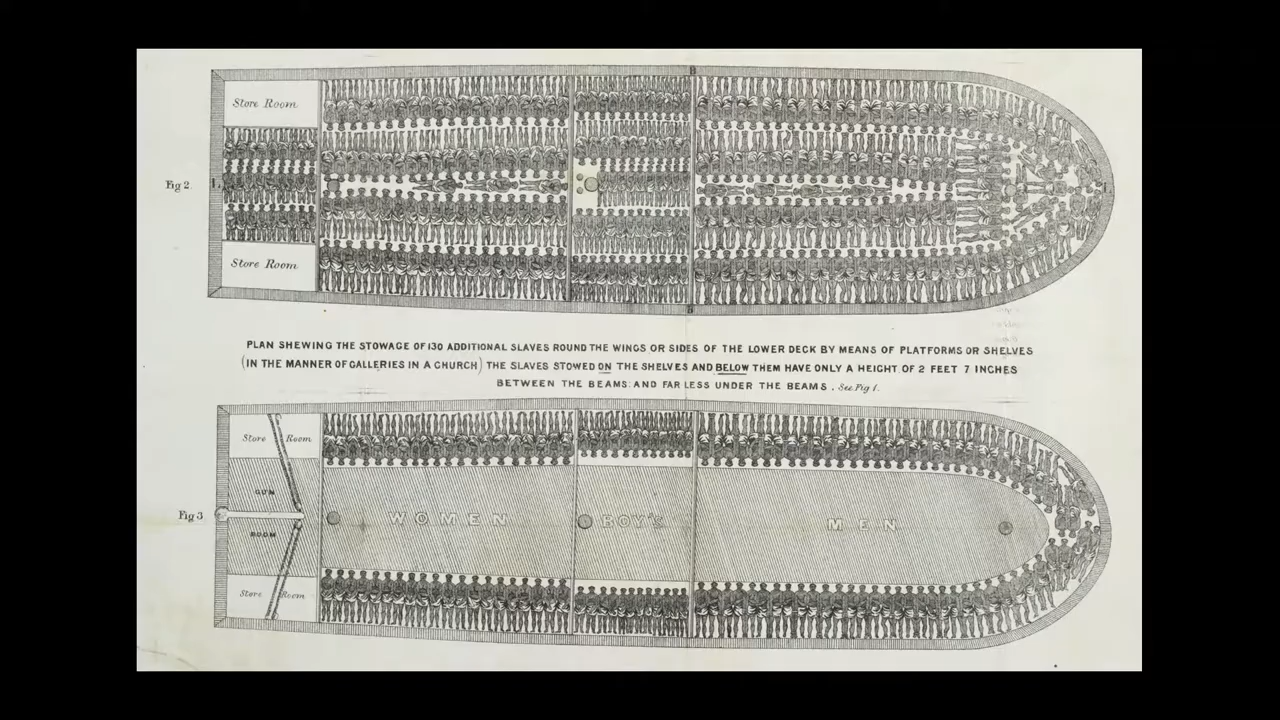 Store Room
Fig 2.
B
Store Room
B
PLAN SHEWING THE STOWAGE OF 130 ADDITIONAL SLAVES ROUND THE WINGS OR SIDES OF THE LOWER DECK BY MEANS OF PLATFORMS OR SHELVES
(IN THE MANNER OF GALLERIES IN A CHURCH) THE SLAVES STOWED ON THE SHELVES AND BELOW THEM HAVE ONLY A HEIGHT OF 2 FEET 7 INCHES
BETWEEN THE BEAMS: AND FAR LESS UNDER THE BEAMS. See Fig 1.
Store Room
GUN
Fig 3
WOMEN
BOY'S
MEN
ROOM
Store Room